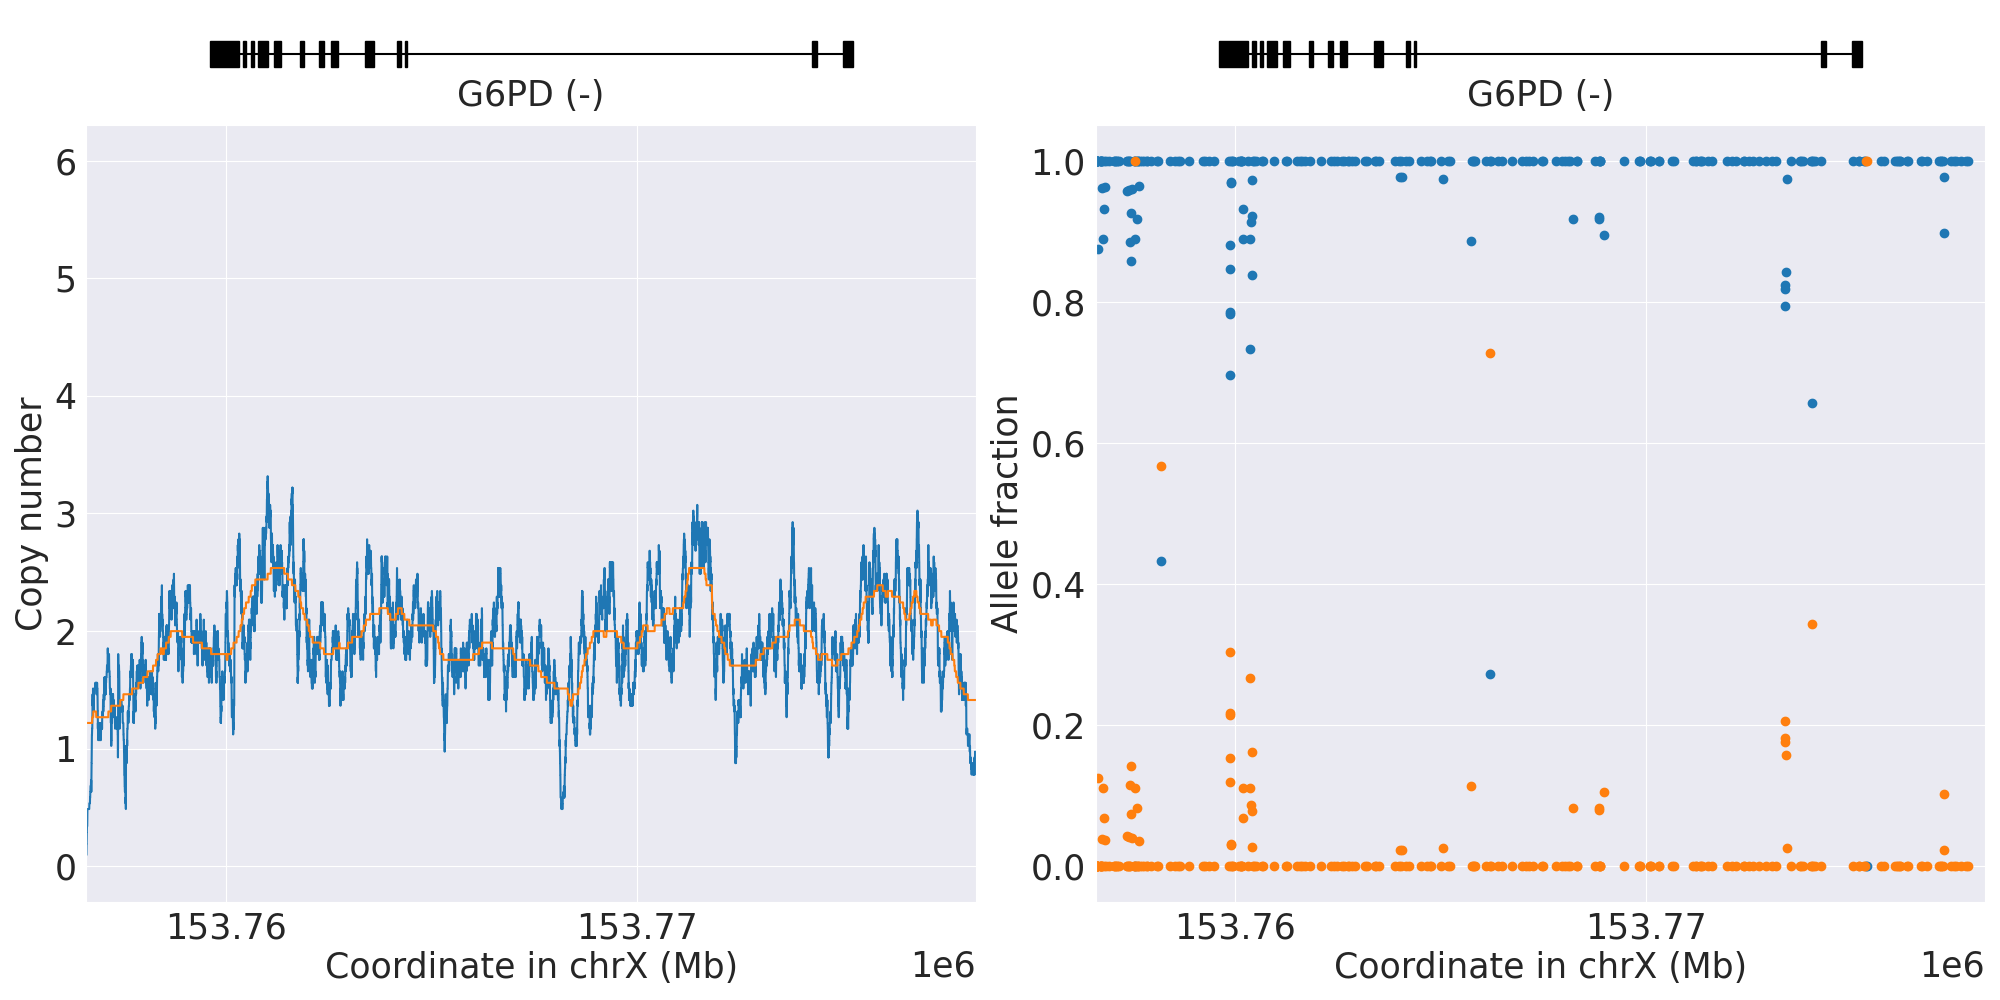 G6PD (-)
6
5
4
3
2
1
0
Copy number
153.76
153.77
Coordinate in chrX (Mb)
1e6
G6PD (-)
1.0
0.8
0.6
0.4
0.2
0.0
Allele fraction
153.76
153.77
Coordinate in chrX (Mb)
1e6